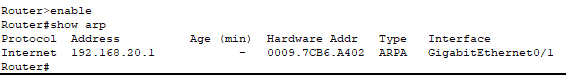 Router>enable
Router#show arp
Protocol  Address          Age (min)  Hardware Addr   Type   Interface
Internet  192.168.20.1            -   0009.7CB6.A402  ARPA   GigabitEthernet0/1
Router#